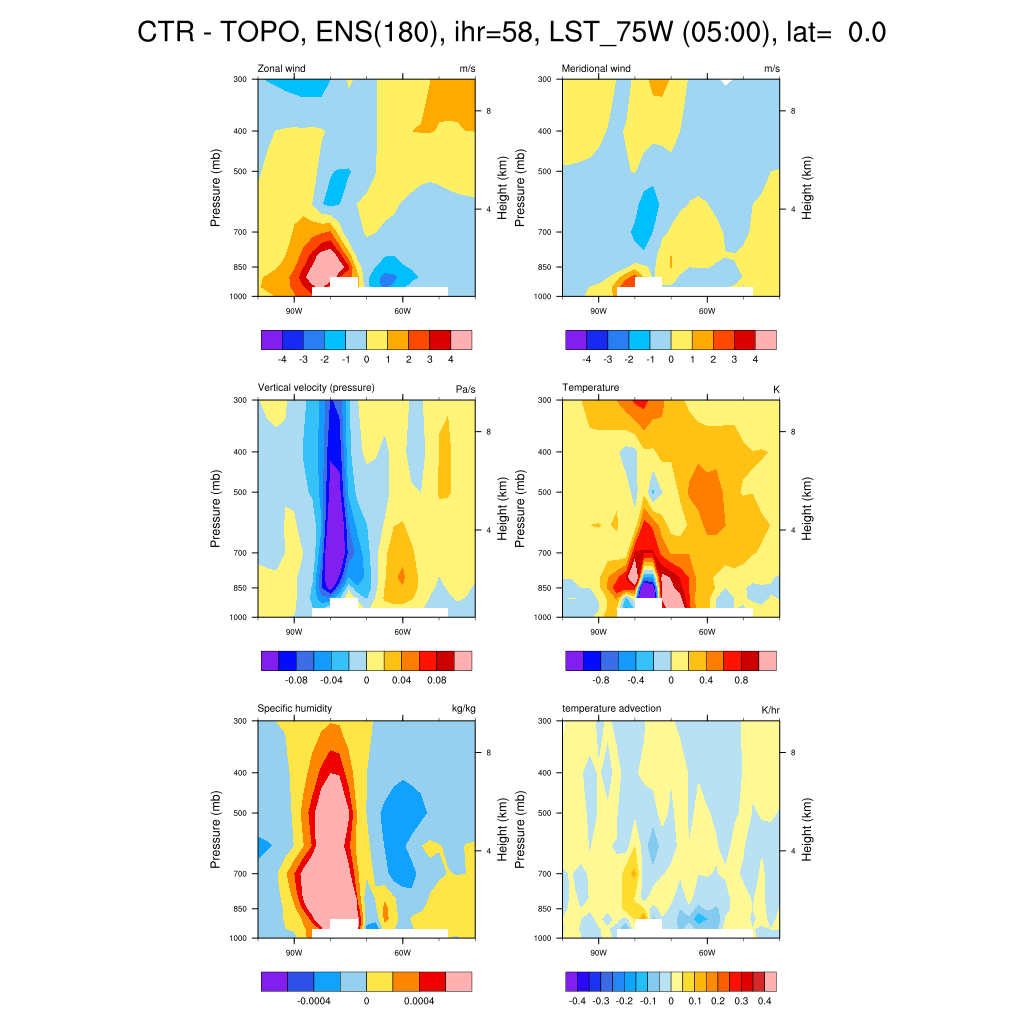 CTR - TOPO, ENS(180), ihr=58, LST_75W (05:00), lat=  0.0
Zonal wind m/s
Pressure (mb)
300
400
500
700
850
1000
8
4
Height (km)
90W 60W
-4 -3 -2 -1 0 1 2 3 4
Meridional wind m/s
Pressure (mb)
300
400
500
700
850
1000
8
4
Height (km)
90W 60W
-4 -3 -2 -1 0 1 2 3 4
Vertical velocity (pressure) Pa/s
Pressure (mb)
300
400
500
700
850
1000
8
4
Height (km)
90W 60W
-0.08 -0.04 0 0.04 0.08
Temperature K
Pressure (mb)
300
400
500
700
850
1000
8
4
Height (km)
90W 60W
-0.8 -0.4 0 0.4 0.8
Specific humidity kg/kg
Pressure (mb)
300
400
500
700
850
1000
8
4
Height (km)
90W 60W
-0.0004 0 0.0004
temperature advection K/hr
Pressure (mb)
300
400
500
700
850
1000
8
4
Height (km)
90W 60W
-0.4 -0.3 -0.2 -0.1 0 0.1 0.2 0.3 0.4